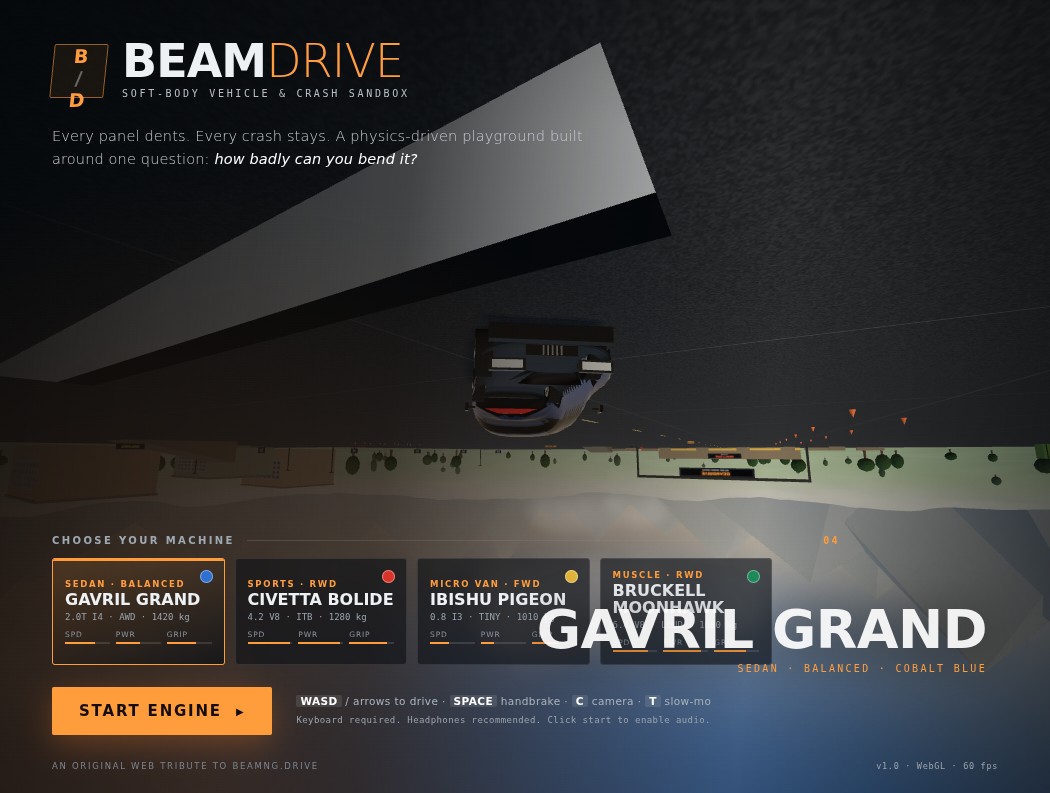 B
/
D
BEAMDRIVE
SOFT-BODY VEHICLE & CRASH SANDBOX
Every panel dents. Every crash stays. A physics-driven playground built
around one question: how badly can you bend it?
CHOOSE YOUR MACHINE
04
SEDAN · BALANCED
GAVRIL GRAND
2.0T I4 · AWD · 1420 kg
SPD PWR GRIP
SPORTS · RWD
CIVETTA BOLIDE
4.2 V8 · ITB · 1280 kg
SPD PWR GRIP
MICRO VAN · FWD
IBISHU PIGEON
0.8 I3 · TINY · 1010
SPD PWR
MUSCLE · RWD
BRUCKELL
MOONHAWK
GAVRIL GRAND
SEDAN · BALANCED · COBALT BLUE
START ENGINE ▸
WASD / arrows to drive · SPACE handbrake · C camera · T slow-mo
Keyboard required. Headphones recommended. Click start to enable audio.
AN ORIGINAL WEB TRIBUTE TO BEAMNG.DRIVE
v1.0 · WebGL · 60 fps